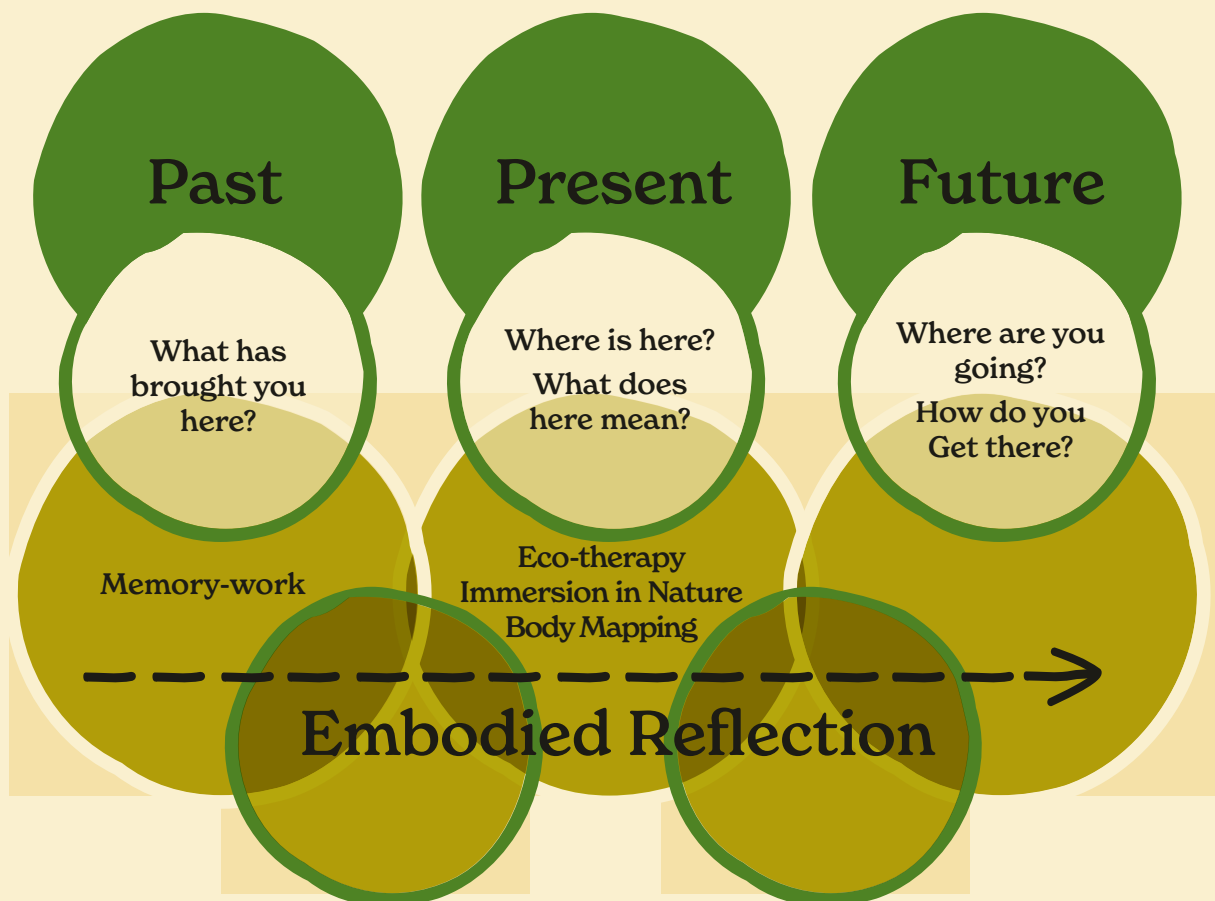 Past
Present
Future
What has
brought you
here?
Where is here?
What does
here mean?
Where are you
going?
How do you
Get there?
Memory-work
Eco-therapy
Immersion in Nature
Body Mapping
Embodied Reflection